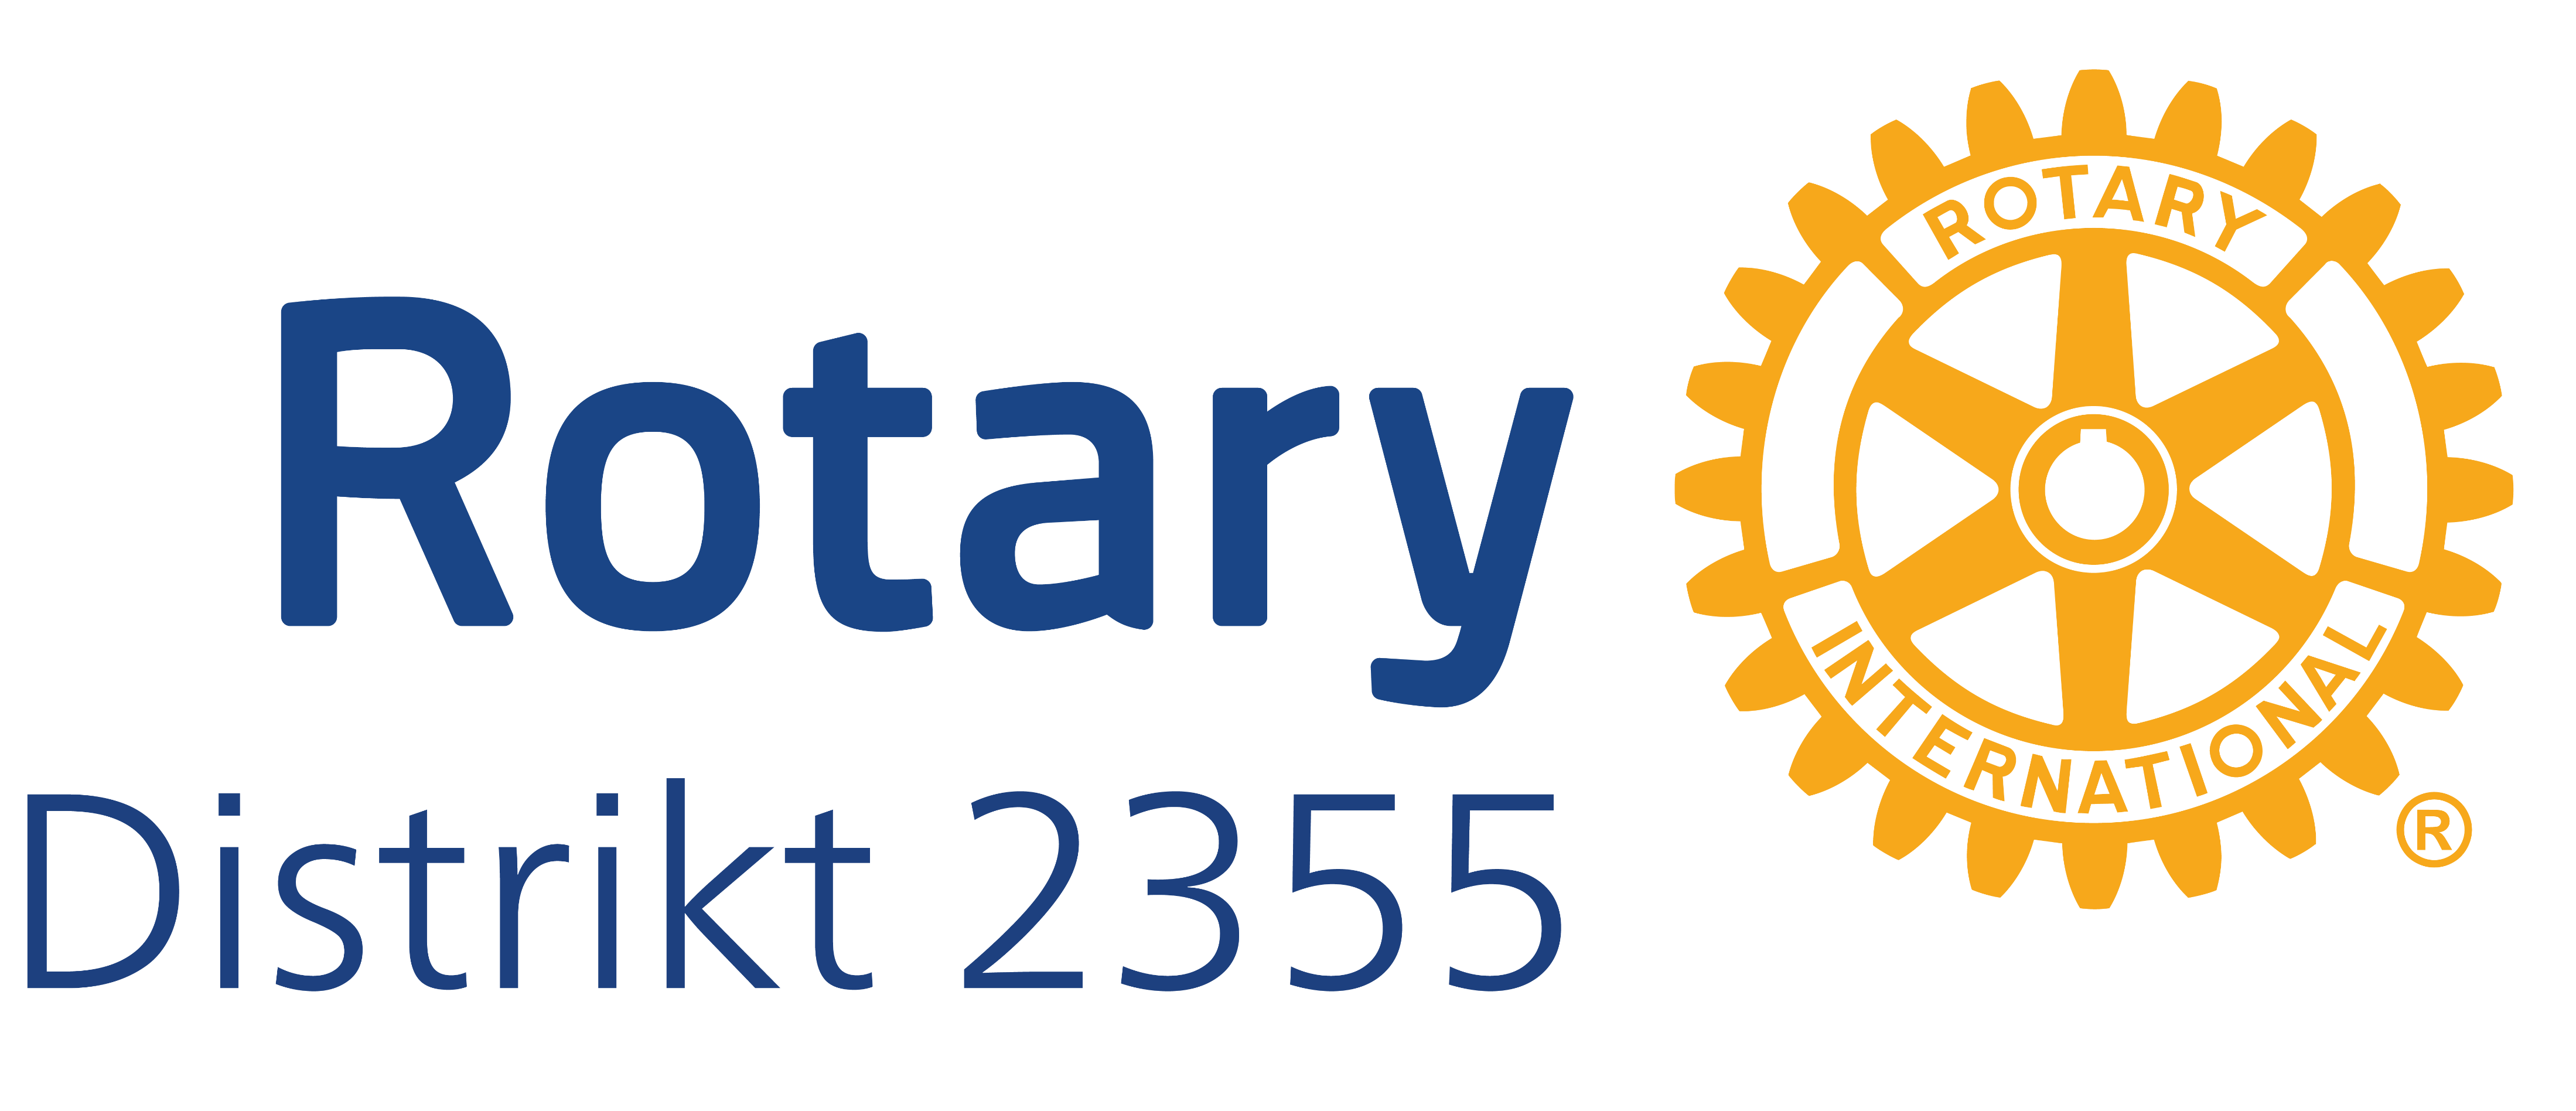 Rotary
Distrikt 2355
ROTARY
INTERNATIONAL
®